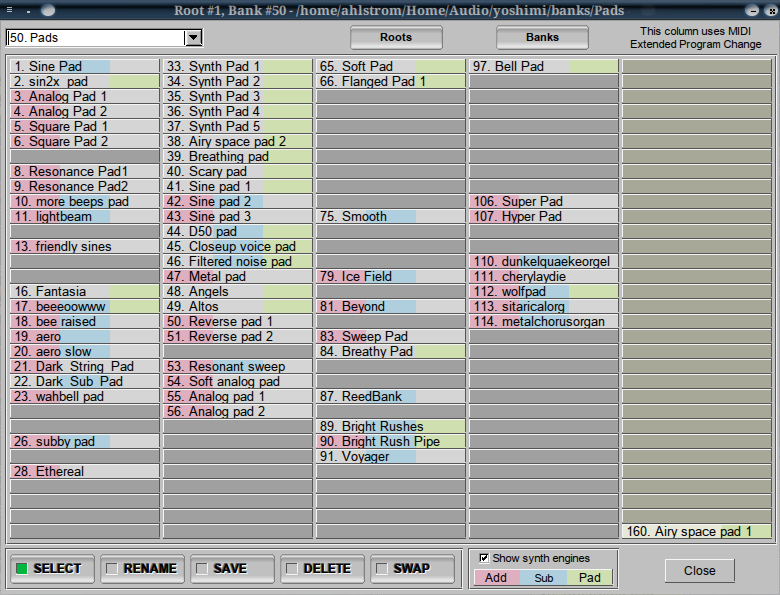 Root #1, Bank #50 - /home/ahlstrom/Home/Audio/yoshimi/banks/Pads
50. Pads
Roots
Banks
This column uses MIDI
Extended Program Change
1. Sine Pad
2. sin2x pad
3. Analog Pad 1
4. Analog Pad 2
5. Square Pad 1
6. Square Pad 2
8. Resonance Pad1
9. Resonance Pad2
10. more beeps pad
11. lightbeam
13. friendly sines
16. Fantasia
17. beeeoowww
18. bee raised
19. aero
20. aero slow
21. Dark String Pad
22. Dark Sub Pad
23. wahbell pad
26. subby pad
28. Ethereal
33. Synth Pad 1
34. Synth Pad 2
35. Synth Pad 3
36. Synth Pad 4
37. Synth Pad 5
38. Airy space pad 2
39. Breathing pad
40. Scary pad
41. Sine pad 1
42. Sine pad 2
43. Sine pad 3
44. D50 pad
45. Closeup voice pad
46. Filtered noise pad
47. Metal pad
48. Angels
49. Altos
50. Reverse pad 1
51. Reverse pad 2
53. Resonant sweep
54. Soft analog pad
55. Analog pad 1
56. Analog pad 2
65. Soft Pad
66. Flanged Pad 1
75. Smooth
79. Ice Field
81. Beyond
83. Sweep Pad
84. Breathy Pad
87. ReedBank
89. Bright Rushes
90. Bright Rush Pipe
91. Voyager
97. Bell Pad
106. Super Pad
107. Hyper Pad
110. dunkelquaekeorgel
111. cherylaydie
112. wolfpad
113. sitaricalorg
114. metalchorusorgan
160. Airy space pad 1
SELECT
RENAME
SAVE
DELETE
SWAP
Show synth engines
Add
Sub
Pad
Close